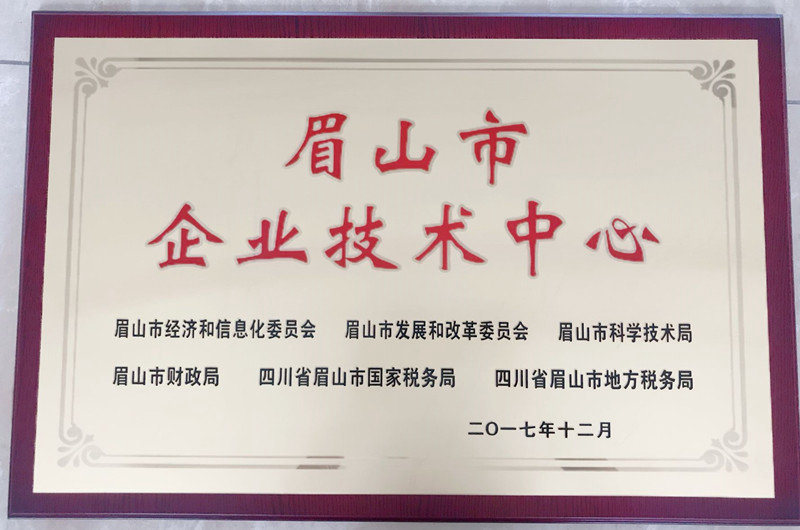 眉山市
企业技术中心
眉山市经济和信息化委员会 眉山市发展和改革委员会 眉山市科学技术局
眉山市财政局 四川省眉山市国家税务局 四川省眉山市地方税务局
二〇一七年十二月